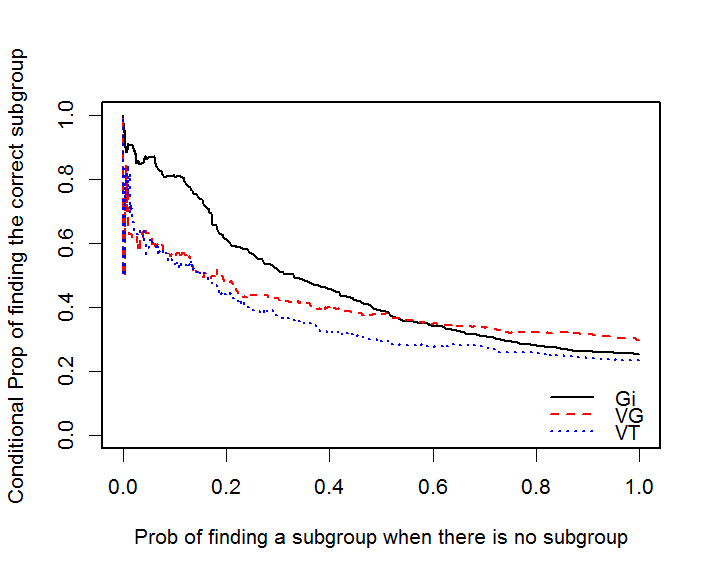 Conditional Prop of finding the correct subgroup
1.0
0.8
0.6
0.4
0.2
0.0
Gi
VG
VT
0.0 0.2 0.4 0.6 0.8 1.0
Prob of finding a subgroup when there is no subgroup